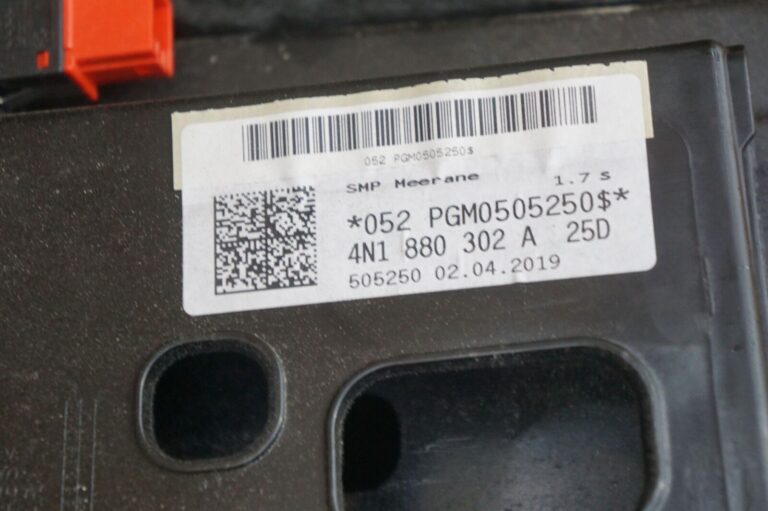 052 PGM0505250$
SMP Meerane 1.7 s
*052 PGM0505250$*
4N1 880 302 A 25D
505250 02.04.2019